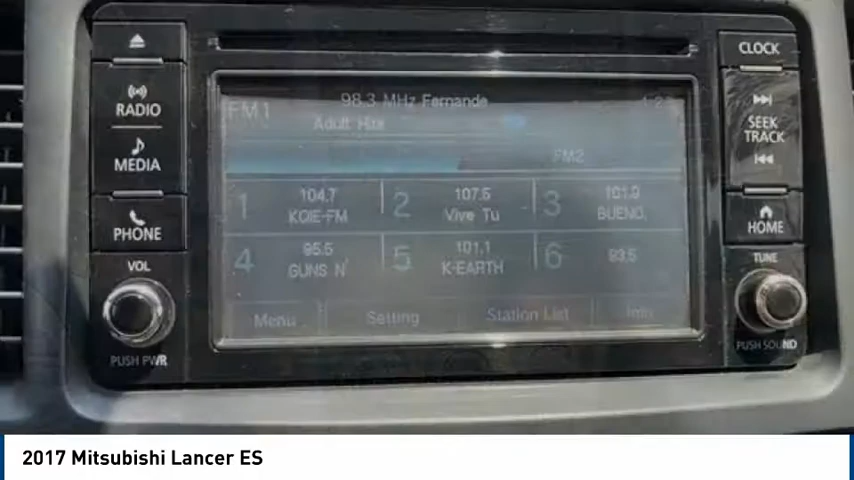 CLOCK
RADIO
MEDIA
PHONE
VOL
PUSH PWR
98.3 MHz Fernando
FM1
Adult Hits
FM2
1 104.7 KOIE-FM
2 107.5 Vive Tu
3 101.9 BUENO,
4 95.5 GUNS N'
5 101.1 K-EARTH
6 93.5
Menu Setting Station List Info
SEEK
TRACK
HOME
TUNE
PUSH SOUND
2017 Mitsubishi Lancer ES